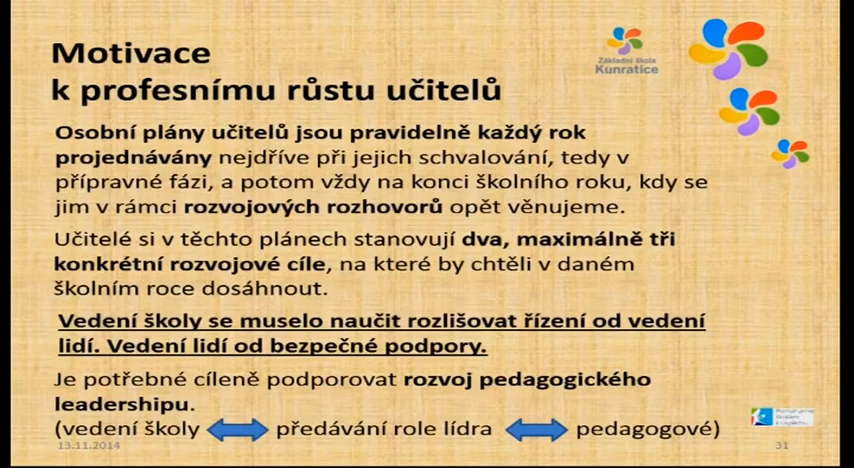 Motivace
k profesnímu růstu učitelů
Základní škola
Kunratice
Osobní plány učitelů jsou pravidelně každý rok
projednávány nejdříve při jejich schvalování, tedy v
přípravné fázi, a potom vždy na konci školního roku, kdy se
jim v rámci rozvojových rozhovorů opět věnujeme.
Učitelé si v těchto plánech stanovují dva, maximálně tři
konkrétní rozvojové cíle, na které by chtěli v daném
školním roce dosáhnout.
Vedení školy se muselo naučit rozlišovat řízení od vedení
lidí. Vedení lidí od bezpečné podpory.
Je potřebné cíleně podporovat rozvoj pedagogického
leadershipu.
(vedení školy předávání role lídra pedagogové)
Pomáháme
školám
k úspěchu
13.11.2014
31